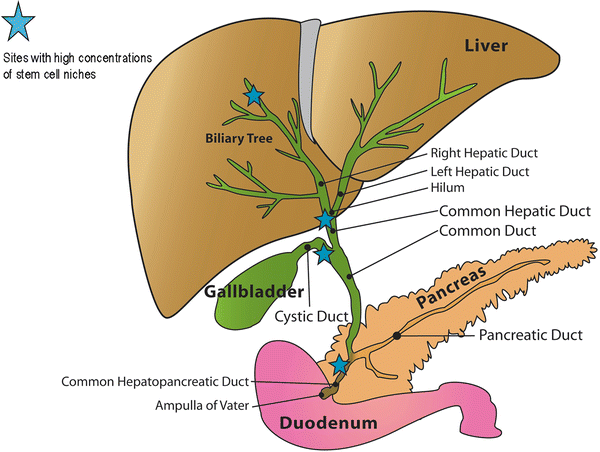 Sites with high concentrations
of stem cell niches
Liver
Biliary Tree
Right Hepatic Duct
Left Hepatic Duct
Hilum
Common Hepatic Duct
Common Duct
Gallbladder
Cystic Duct
Pancreas
Pancreatic Duct
Common Hepatopancreatic Duct
Ampulla of Vater
Duodenum